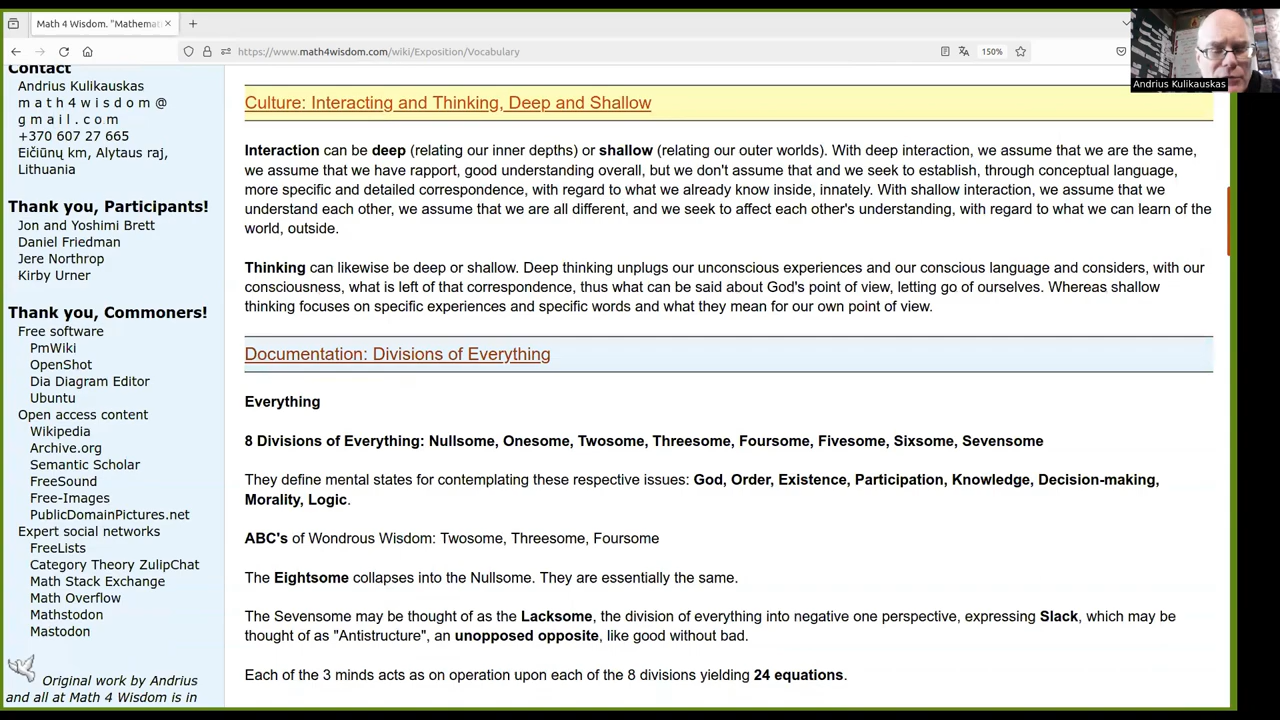 Math 4 Wisdom. "Mathemat
https://www.math4wisdom.com/wiki/Exposition/Vocabulary
150%
Andrius Kulikauskas
Contact
Andrius Kulikauskas
m a t h 4 w i s d o m @
g m a i l . c o m
+370 607 27 665
Eičiūnų km, Alytaus raj,
Lithuania
Thank you, Participants!
Jon and Yoshimi Brett
Daniel Friedman
Jere Northrop
Kirby Urner
Thank you, Commoners!
Free software
PmWiki
OpenShot
Dia Diagram Editor
Ubuntu
Open access content
Wikipedia
Archive.org
Semantic Scholar
FreeSound
Free-Images
PublicDomainPictures.net
Expert social networks
FreeLists
Category Theory ZulipChat
Math Stack Exchange
Math Overflow
Mathstodon
Mastodon
Original work by Andrius
and all at Math 4 Wisdom is in
Culture: Interacting and Thinking, Deep and Shallow
Interaction can be deep (relating our inner depths) or shallow (relating our outer worlds). With deep interaction, we assume that we are the same,
we assume that we have rapport, good understanding overall, but we don't assume that and we seek to establish, through conceptual language,
more specific and detailed correspondence, with regard to what we already know inside, innately. With shallow interaction, we assume that we
understand each other, we assume that we are all different, and we seek to affect each other's understanding, with regard to what we can learn of the
world, outside.
Thinking can likewise be deep or shallow. Deep thinking unplugs our unconscious experiences and our conscious language and considers, with our
consciousness, what is left of that correspondence, thus what can be said about God's point of view, letting go of ourselves. Whereas shallow
thinking focuses on specific experiences and specific words and what they mean for our own point of view.
Documentation: Divisions of Everything
Everything
8 Divisions of Everything: Nullsome, Onesome, Twosome, Threesome, Foursome, Fivesome, Sixsome, Sevensome
They define mental states for contemplating these respective issues: God, Order, Existence, Participation, Knowledge, Decision-making,
Morality, Logic.
ABC's of Wondrous Wisdom: Twosome, Threesome, Foursome
The Eightsome collapses into the Nullsome. They are essentially the same.
The Sevensome may be thought of as the Lacksome, the division of everything into negative one perspective, expressing Slack, which may be
thought of as "Antistructure", an unopposed opposite, like good without bad.
Each of the 3 minds acts as on operation upon each of the 8 divisions yielding 24 equations.